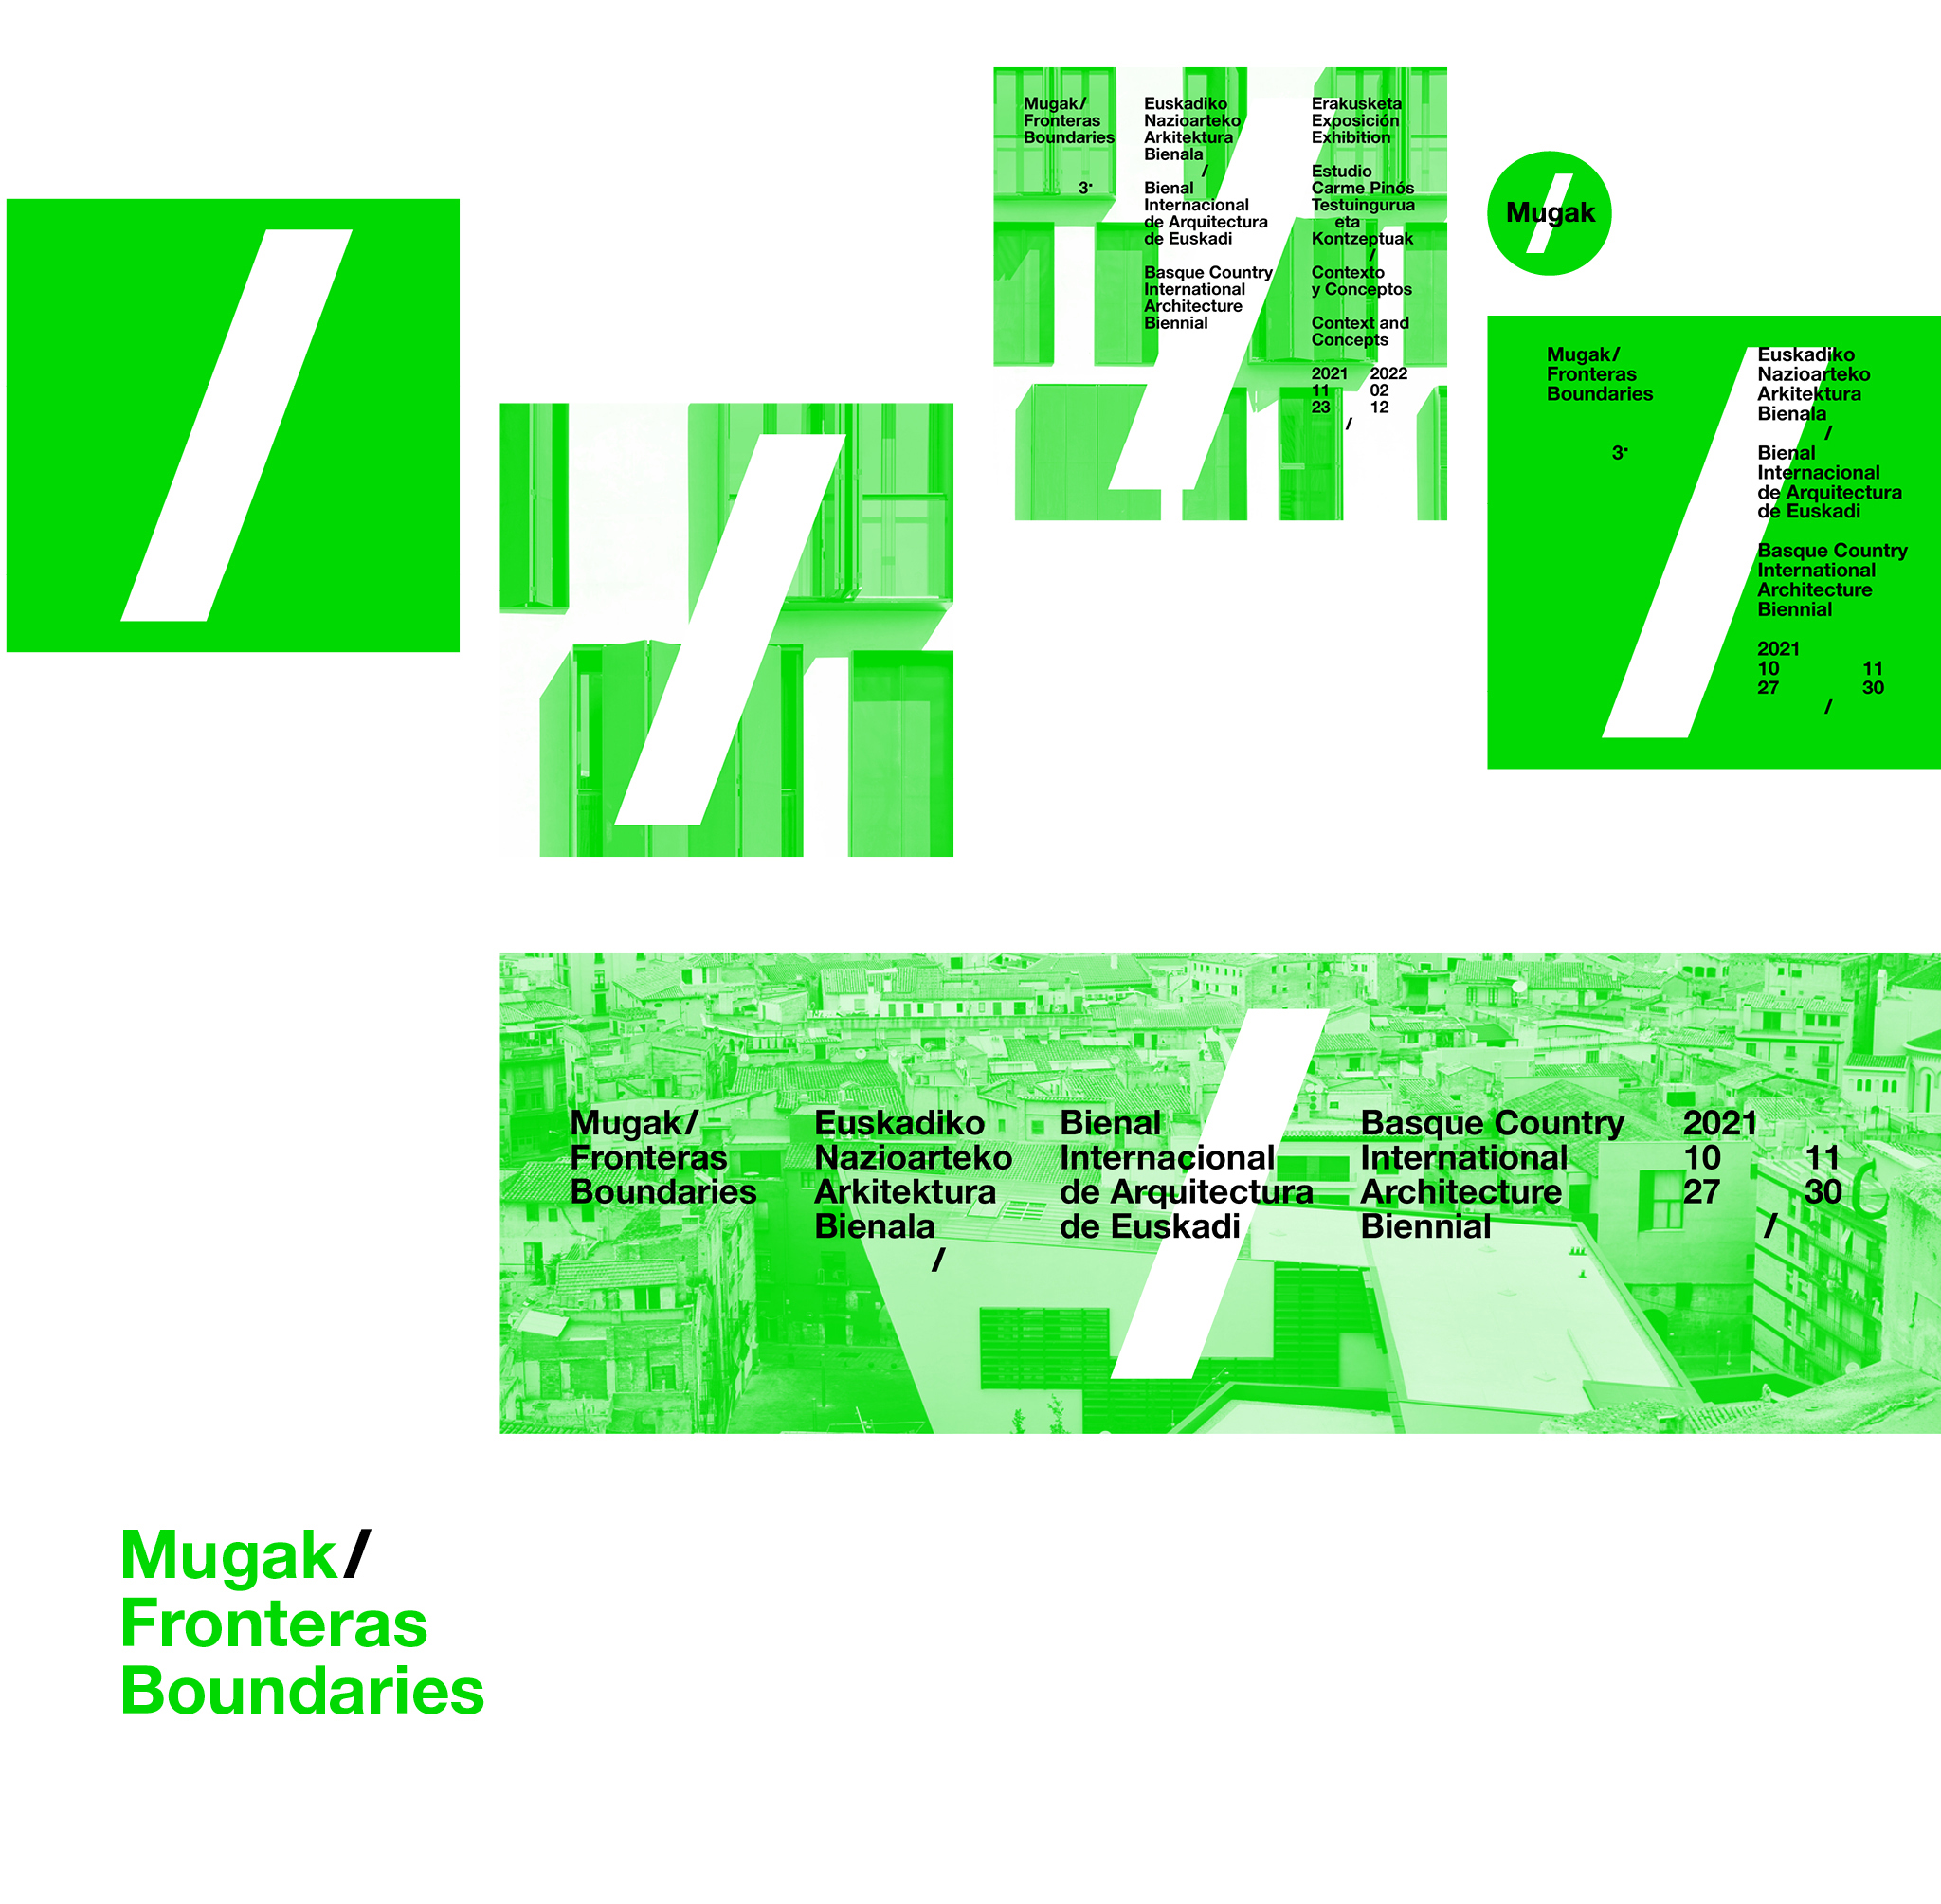 Mugak/
Fronteras
Boundaries
3.
Euskadiko
Nazioarteko
Arkitektura
Bienala
/
Bienal
Internacional
de Arquitectura
de Euskadi
Basque Country
International
Architecture
Biennial
Erakusketa
Exposición
Exhibition
Estudio
Carme Pinós
Testuingurua
eta
Kontzeptuak
/
Contexto
y Conceptos
Context and
Concepts
2021 2022
11 02
23 12
/
Mugak
Mugak/
Fronteras
Boundaries
3.
Euskadiko
Nazioarteko
Arkitektura
Bienala
/
Bienal
Internacional
de Arquitectura
de Euskadi
Basque Country
International
Architecture
Biennial
2021
10 11
27 30
/
Mugak/
Fronteras
Boundaries
Euskadiko
Nazioarteko
Arkitektura
Bienala
/
Bienal
Internacional
de Arquitectura
de Euskadi
Basque Country
International
Architecture
Biennial
2021
10 11
27 30
/
Mugak/
Fronteras
Boundaries